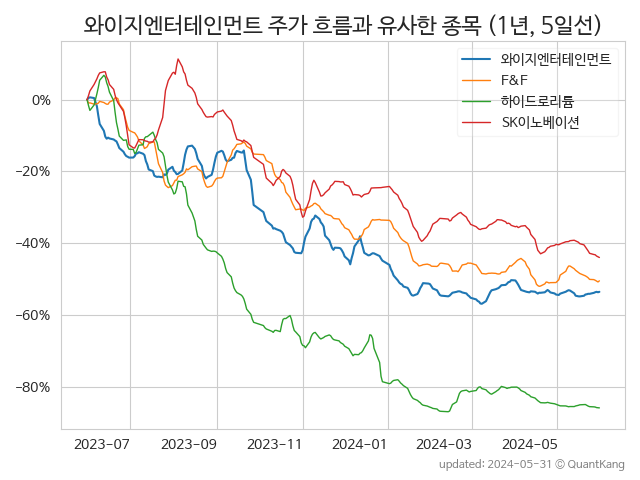 와이지엔터테인먼트 주가 흐름과 유사한 종목 (1년, 5일선)
와이지엔터테인먼트
F&F
하이드로리튬
SK이노베이션
0%
−20%
−40%
−60%
−80%
2023-07 2023-09 2023-11 2024-01 2024-03 2024-05
updated: 2024-05-31 © QuantKang